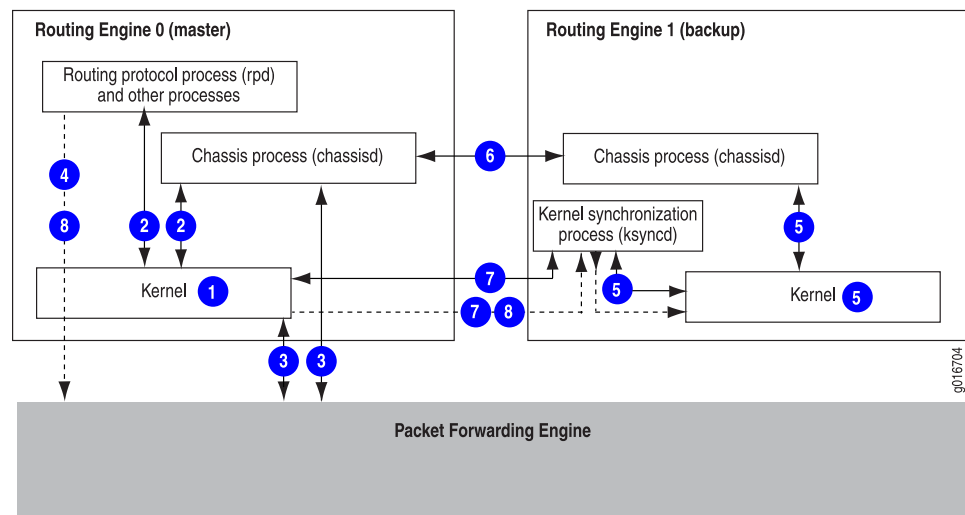 Routing Engine 0 (master)
Routing protocol process (rpd)
and other processes
Chassis process (chassisd)
4
8
2
2
Kernel 1
3
3
6
7
7 8
Routing Engine 1 (backup)
Chassis process (chassisd)
Kernel synchronization
process (ksyncd)
5
5
Kernel 5
g016704
Packet Forwarding Engine